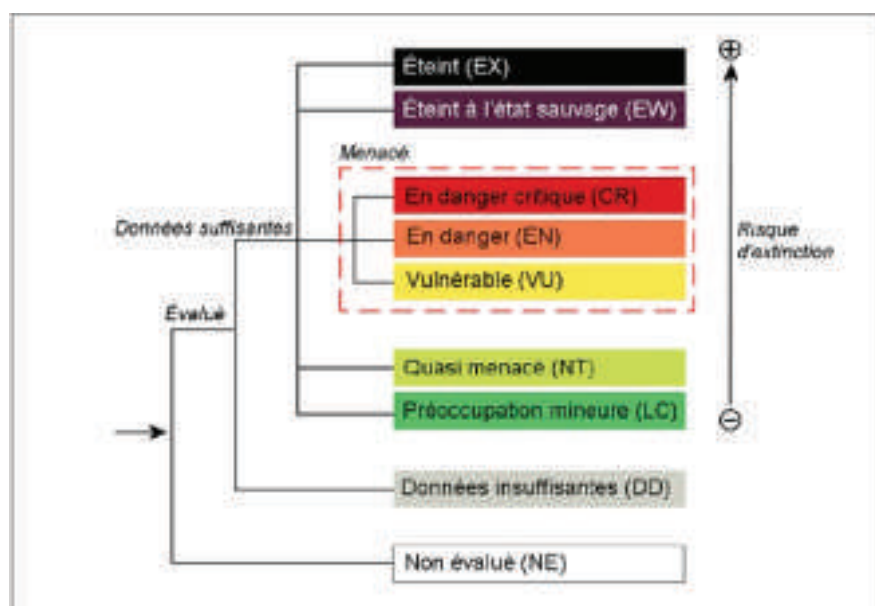 Éteint (EX)
Éteint à l'état sauvage (EW)
Menacé
En danger critique (CR)
Données suffisantes
En danger (EN)
Risque
d'extinction
Vulnérable (VU)
Évalué
Quasi menacé (NT)
Préoccupation mineure (LC)
Données insuffisantes (DD)
Non évalué (NE)